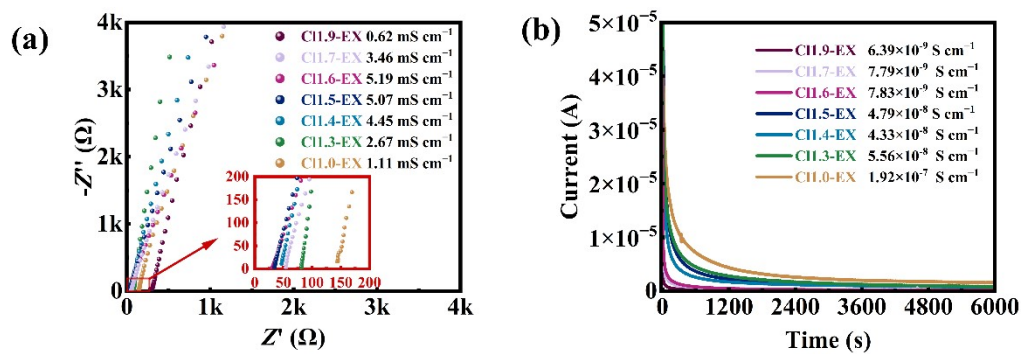 (a)
4k
3k
2k
1k
0
-Z'' (Ω)
Cl1.9-EX 0.62 mS cm⁻¹
Cl1.7-EX 3.46 mS cm⁻¹
Cl1.6-EX 5.19 mS cm⁻¹
Cl1.5-EX 5.07 mS cm⁻¹
Cl1.4-EX 4.45 mS cm⁻¹
Cl1.3-EX 2.67 mS cm⁻¹
Cl1.0-EX 1.11 mS cm⁻¹
200
150
100
50
0
0 50 100 150 200
0 1k 2k 3k 4k
Z' (Ω)
(b)
5×10⁻⁵
4×10⁻⁵
3×10⁻⁵
2×10⁻⁵
1×10⁻⁵
0
Current (A)
Cl1.9-EX 6.39×10⁻⁹ S cm⁻¹
Cl1.7-EX 7.79×10⁻⁹ S cm⁻¹
Cl1.6-EX 7.83×10⁻⁹ S cm⁻¹
Cl1.5-EX 4.79×10⁻⁸ S cm⁻¹
Cl1.4-EX 4.33×10⁻⁸ S cm⁻¹
Cl1.3-EX 5.56×10⁻⁸ S cm⁻¹
Cl1.0-EX 1.92×10⁻⁷ S cm⁻¹
0 1200 2400 3600 4800 6000
Time (s)